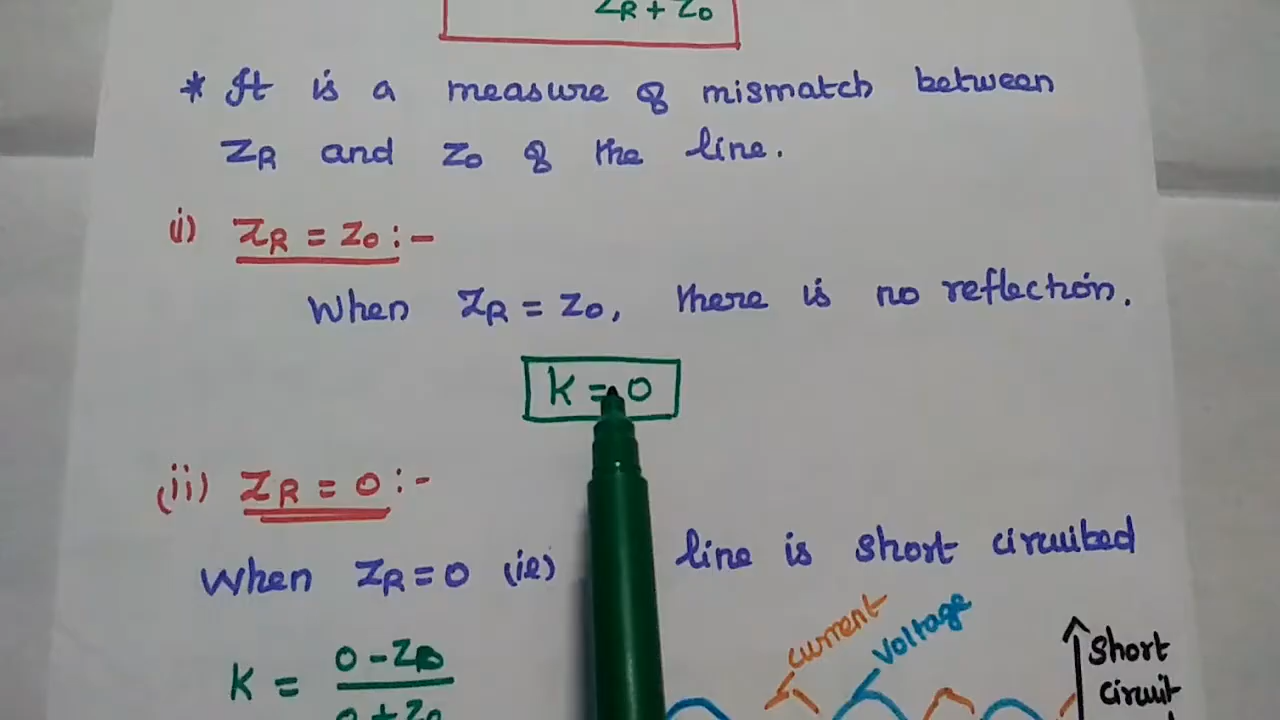 ZR + Z0
* It is a measure of mismatch between
ZR and Z0 of the line.
(i) ZR = Z0 :-
When ZR = Z0, there is no reflection.
K = 0
(ii) ZR = 0 :-
When ZR = 0 (ie) line is short circuited
current
Voltage
Short
circuit
K = 0 - Z0
0 + Z0